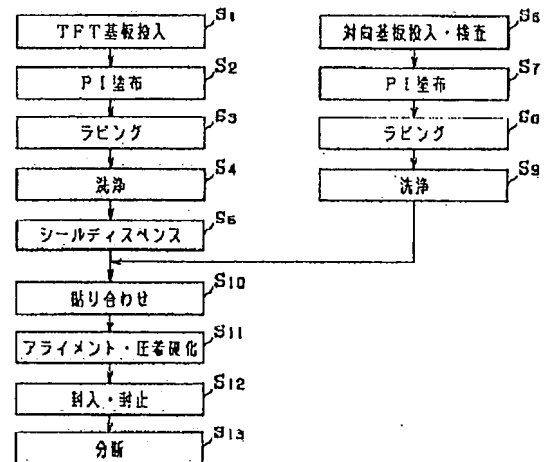 TFT基板投入 S1
PI塗布 S2
ラビング S3
洗浄 S4
シールディスペンス S5
対向基板投入・検査 S6
PI塗布 S7
ラビング S8
洗浄 S9
貼り合わせ S10
アライメント・圧着硬化 S11
封入・封止 S12
分断 S13